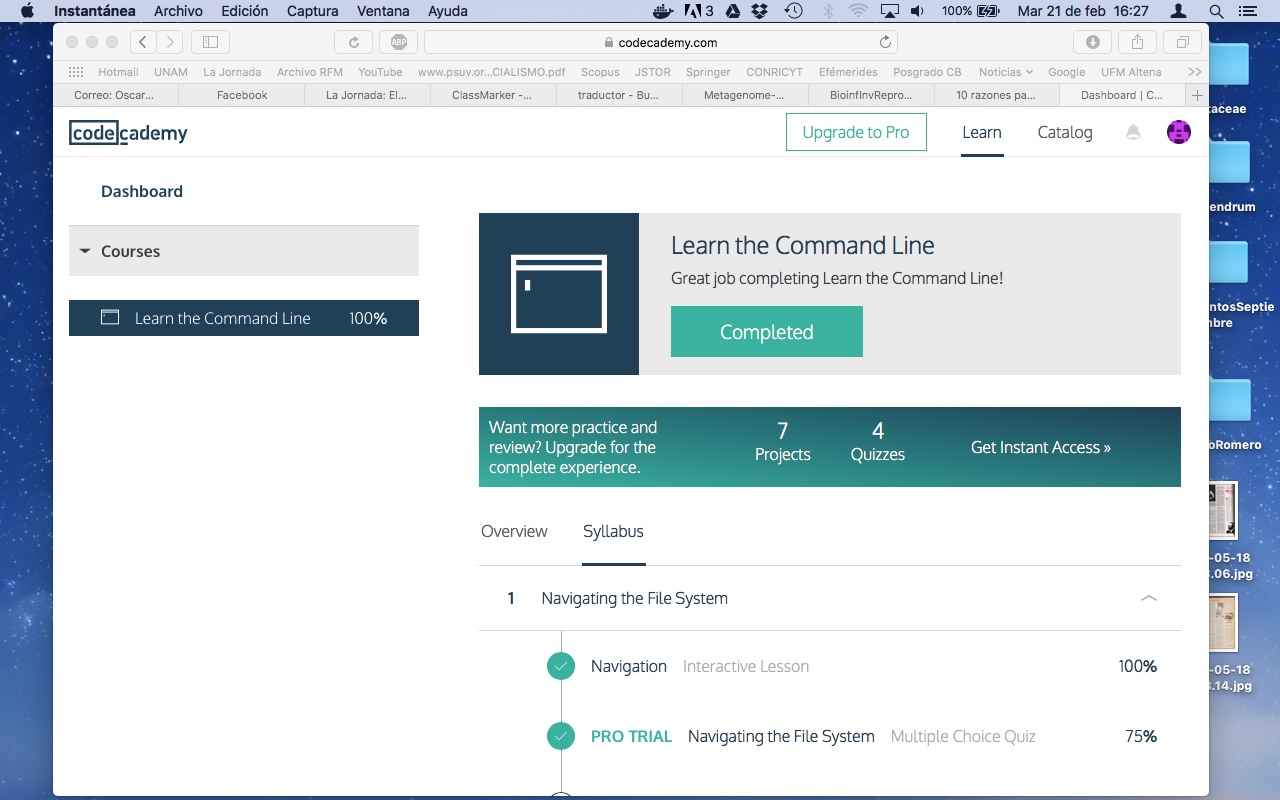 Instantánea Archivo Edición Captura Ventana Ayuda 3 100% Mar 21 de feb 16:27
ABP codecademy.com
Hotmail UNAM La Jornada Archivo RFM YouTube www.psuv.or...CIALISMO.pdf Scopus JSTOR Springer CONRICYT Efémerides Posgrado CB Noticias Google UFM Altena >>
Correo: Oscar... Facebook La Jornada: El... ClassMarker -... traductor - Bu... Metagenome-... BioinfInvRepro... 10 razones pa... Dashboard | C... +
codecademy Upgrade to Pro Learn Catalog
Dashboard
Courses
Learn the Command Line 100%
Learn the Command Line
Great job completing Learn the Command Line!
Completed
Want more practice and
review? Upgrade for the
complete experience.
7
Projects
4
Quizzes
Get Instant Access »
Overview Syllabus
1 Navigating the File System
Navigation Interactive Lesson 100%
PRO TRIAL Navigating the File System Multiple Choice Quiz 75%
taceae
endrum
ntosSeptie
nbre
oRomero
-05-18
.06.jpg
-05-18
.14.jpg